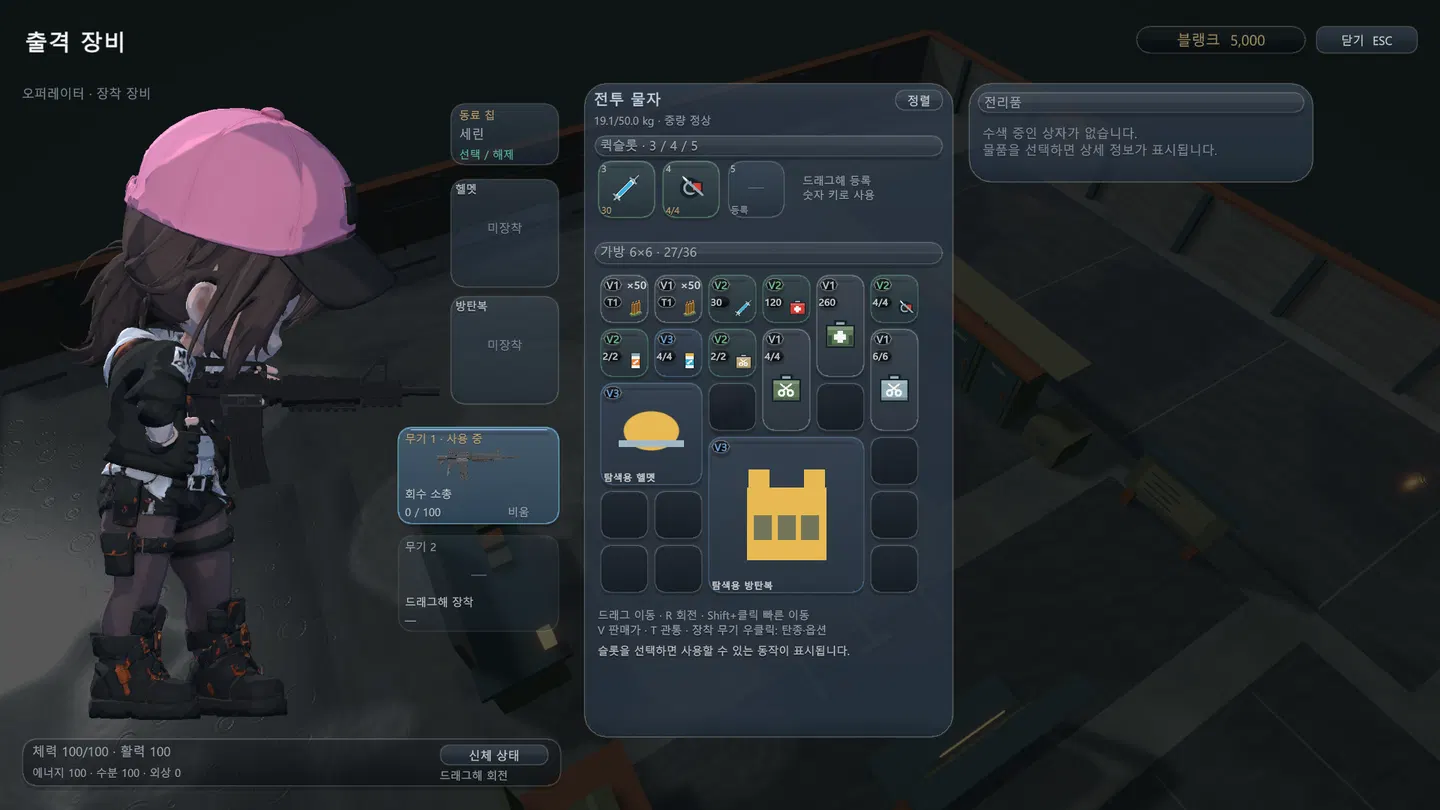 출격 장비
블랭크 5,000
닫기 ESC
오퍼레이터 · 장착 장비
동료 칩
세린
선택 / 해제
헬멧
미장착
방탄복
미장착
무기 1 · 사용 중
회수 소총
0 / 100 비움
무기 2
—
드래그해 장착
—
체력 100/100 · 활력 100
에너지 100 · 수분 100 · 외상 0
신체 상태
드래그해 회전
전투 물자
정렬
19.1/50.0 kg · 중량 정상
퀵슬롯 · 3 / 4 / 5
3
30
4
4/4
5
—
등록
드래그해 등록
숫자 키로 사용
가방 6×6 · 27/36
V1 ×50
T1
V1 ×50
T1
V2
30
V2
120
V1
260
V2
4/4
V2
2/2
V3
4/4
V2
2/2
V1
4/4
V1
6/6
V3
탐색용 헬멧
V3
탐색용 방탄복
드래그 이동 · R 회전 · Shift+클릭 빠른 이동
V 판매가 · T 관통 · 장착 무기 우클릭: 탄종·옵션
슬롯을 선택하면 사용할 수 있는 동작이 표시됩니다.
전리품
수색 중인 상자가 없습니다.
물품을 선택하면 상세 정보가 표시됩니다.